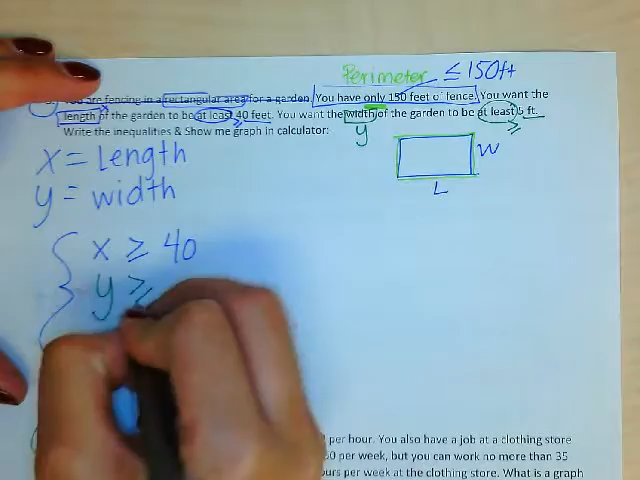 Perimeter ≤ 150ft
You are fencing in a rectangular area for a garden. You have only 150 feet of fence. You want the
length of the garden to be at least 40 feet. You want the width of the garden to be at least 5 ft.
x ≥ y ≥
Write the inequalities & Show me graph in calculator:
x = Length
W
L
y = width
x ≥ 40
y ≥
per hour. You also have a job at a clothing store
0 per week, but you can work no more than 35
ours per week at the clothing store. What is a graph